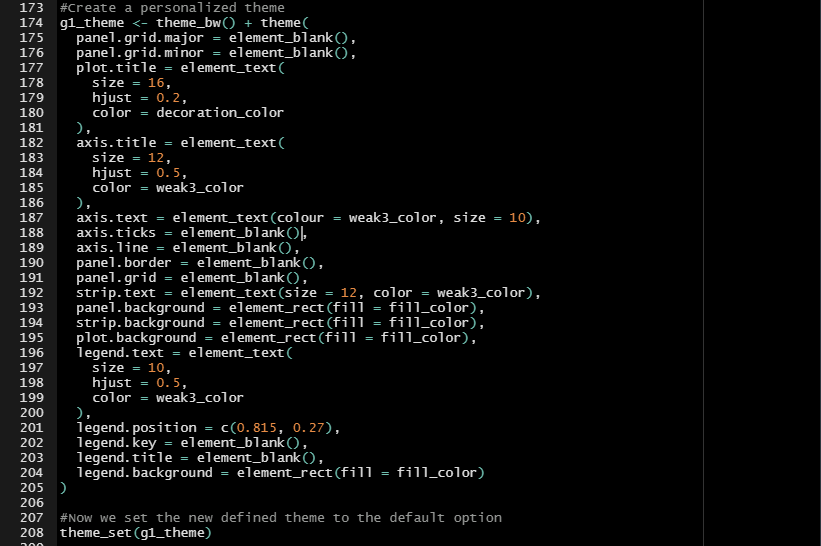 173 #Create a personalized theme
174 g1_theme <- theme_bw() + theme(
175   panel.grid.major = element_blank(),
176   panel.grid.minor = element_blank(),
177   plot.title = element_text(
178     size = 16,
179     hjust = 0.2,
180     color = decoration_color
181   ),
182   axis.title = element_text(
183     size = 12,
184     hjust = 0.5,
185     color = weak3_color
186   ),
187   axis.text = element_text(colour = weak3_color, size = 10),
188   axis.ticks = element_blank(),
189   axis.line = element_blank(),
190   panel.border = element_blank(),
191   panel.grid = element_blank(),
192   strip.text = element_text(size = 12, color = weak3_color),
193   panel.background = element_rect(fill = fill_color),
194   strip.background = element_rect(fill = fill_color),
195   plot.background = element_rect(fill = fill_color),
196   legend.text = element_text(
197     size = 10,
198     hjust = 0.5,
199     color = weak3_color
200   ),
201   legend.position = c(0.815, 0.27),
202   legend.key = element_blank(),
203   legend.title = element_blank(),
204   legend.background = element_rect(fill = fill_color)
205 )
206
207 #Now we set the new defined theme to the default option
208 theme_set(g1_theme)